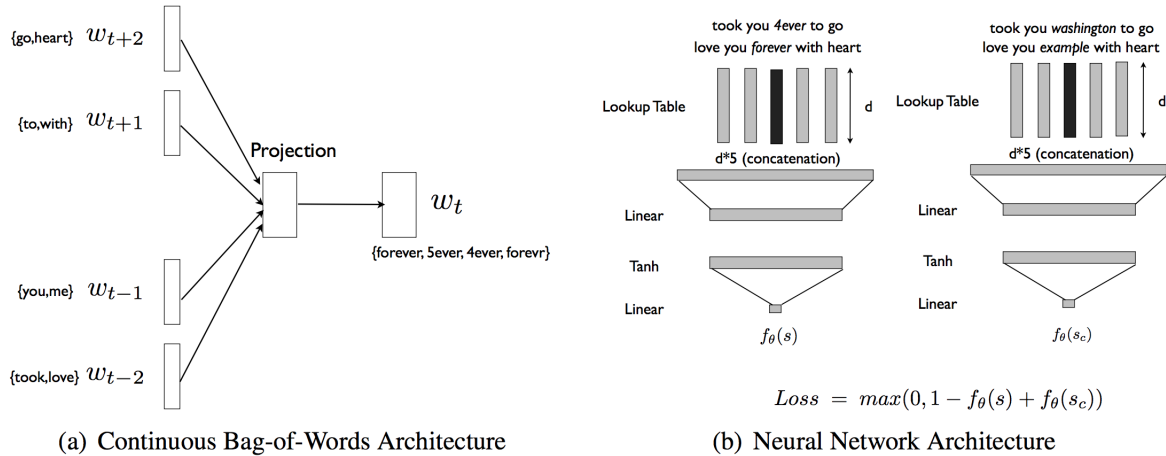 {go,heart} w_{t+2}
{to,with} w_{t+1}
Projection
w_t
{forever, 5ever, 4ever, forevr}
{you,me} w_{t-1}
{took,love} w_{t-2}
(a) Continuous Bag-of-Words Architecture
took you 4ever to go
love you forever with heart
Lookup Table
d
d*5 (concatenation)
Linear
Tanh
Linear
f_θ(s)
took you washington to go
love you example with heart
Lookup Table
d
d*5 (concatenation)
Linear
Tanh
Linear
f_θ(s_c)
Loss = max(0, 1 − f_θ(s) + f_θ(s_c))
(b) Neural Network Architecture